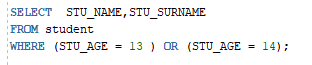 SELECT STU_NAME,STU_SURNAME
FROM student
WHERE (STU_AGE = 13 ) OR (STU_AGE = 14);